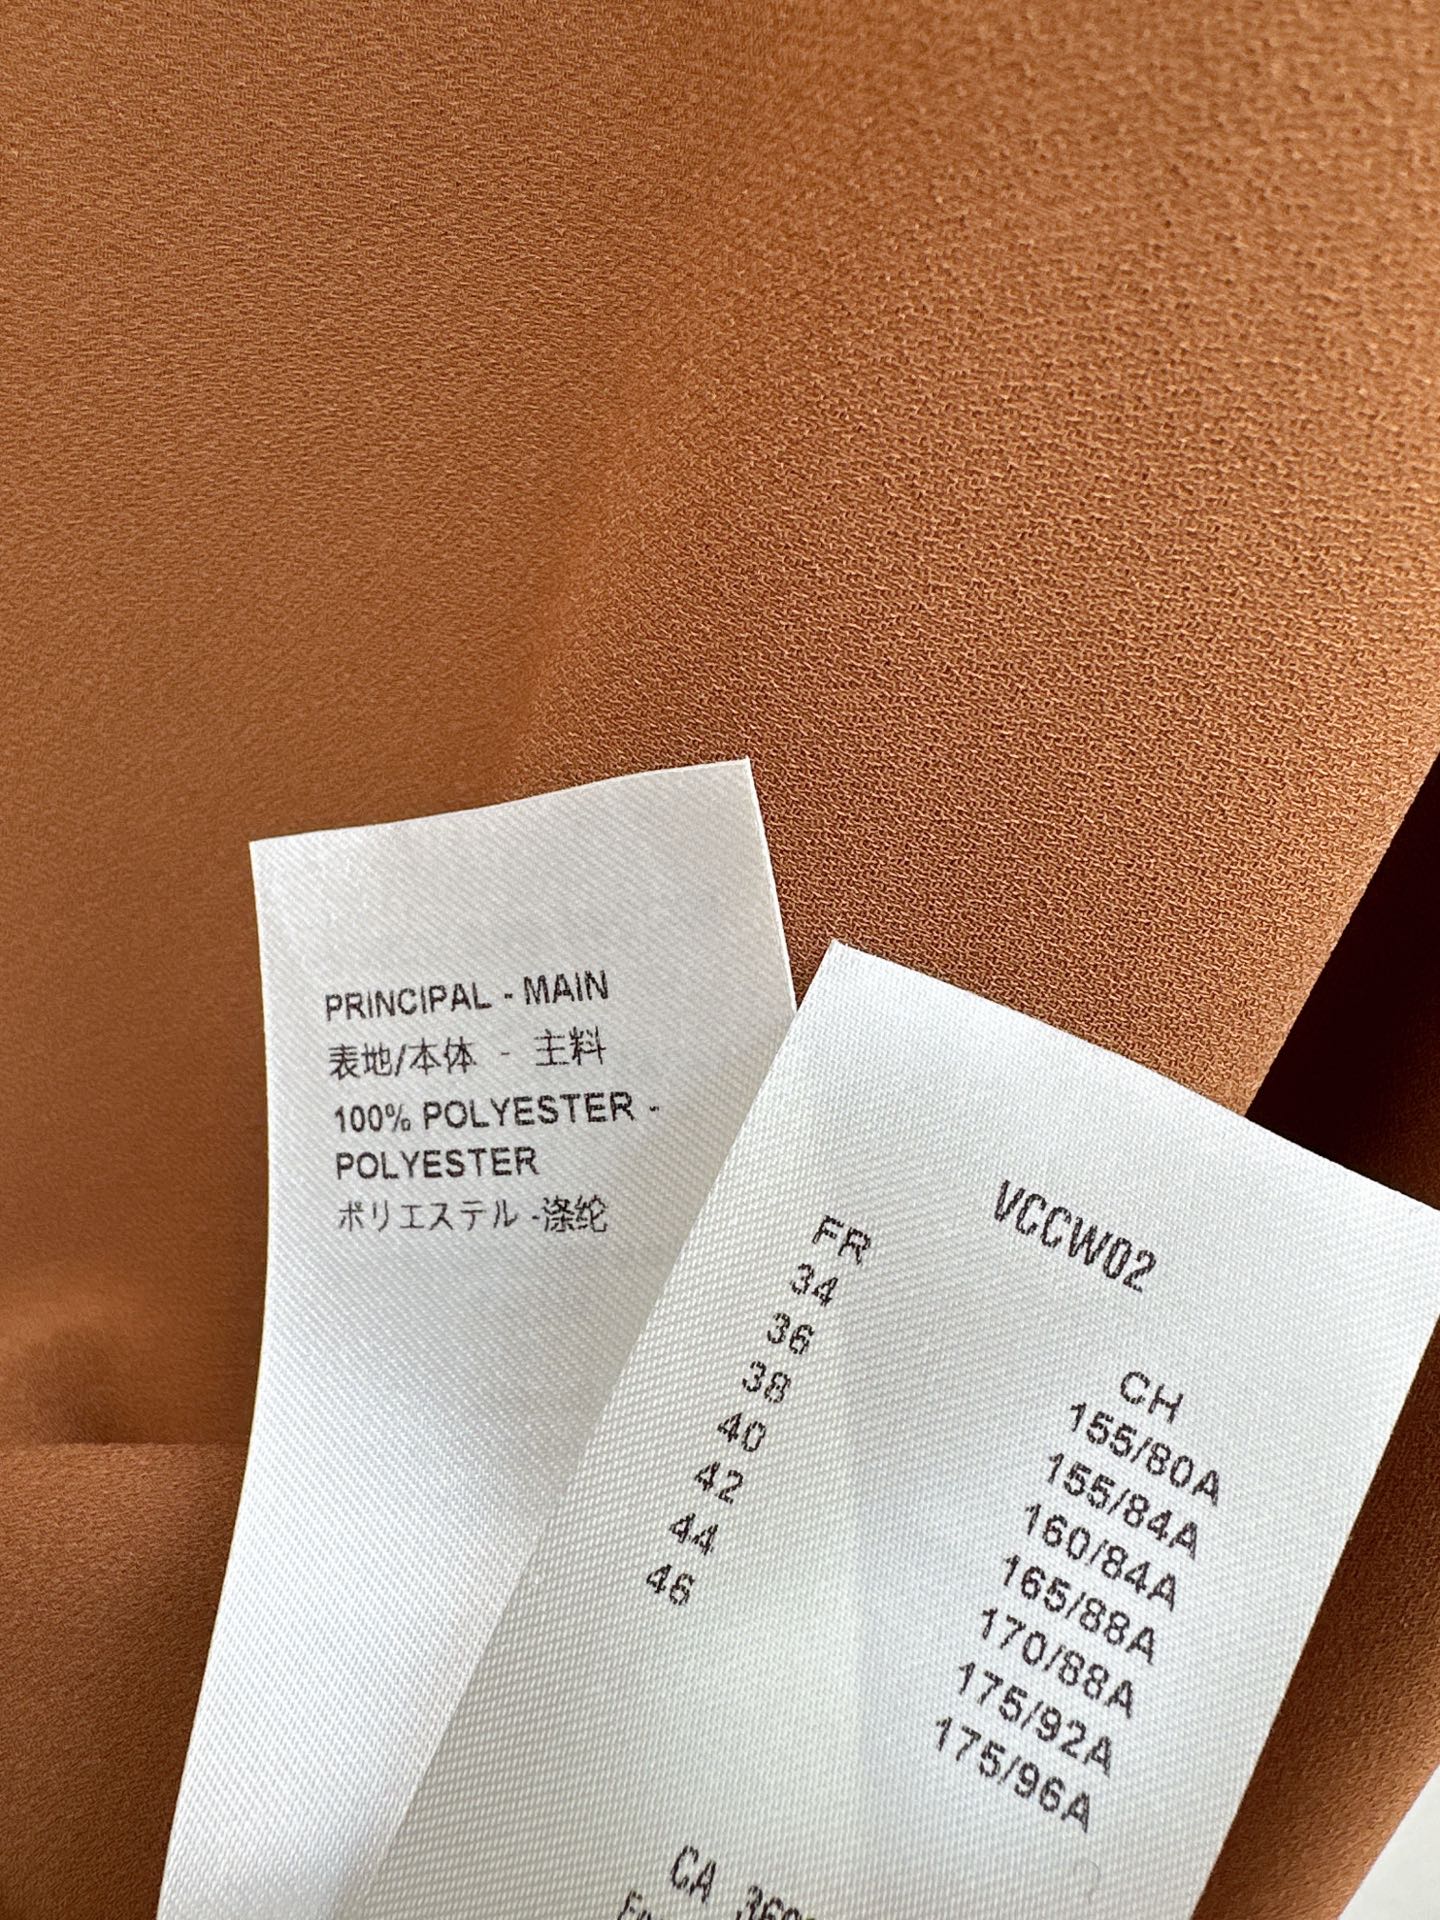 PRINCIPAL - MAIN
表地/本体 - 主料
100% POLYESTER -
POLYESTER
ポリエステル -涤纶
VCCW02
FR CH
34 155/80A
36 155/84A
38 160/84A
40 165/88A
42 170/88A
44 175/92A
46 175/96A
CA